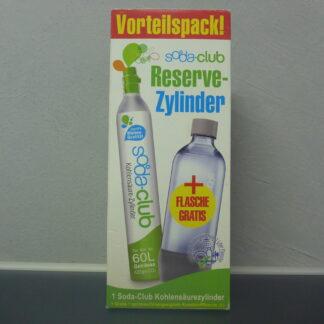 Vorteilspack!
soda-club
Reserve-
Zylinder
soda-club
Kohlensäure-Zylinder
60L
+
FLASCHE
GRATIS
1 Soda-Club Kohlensäurezylinder